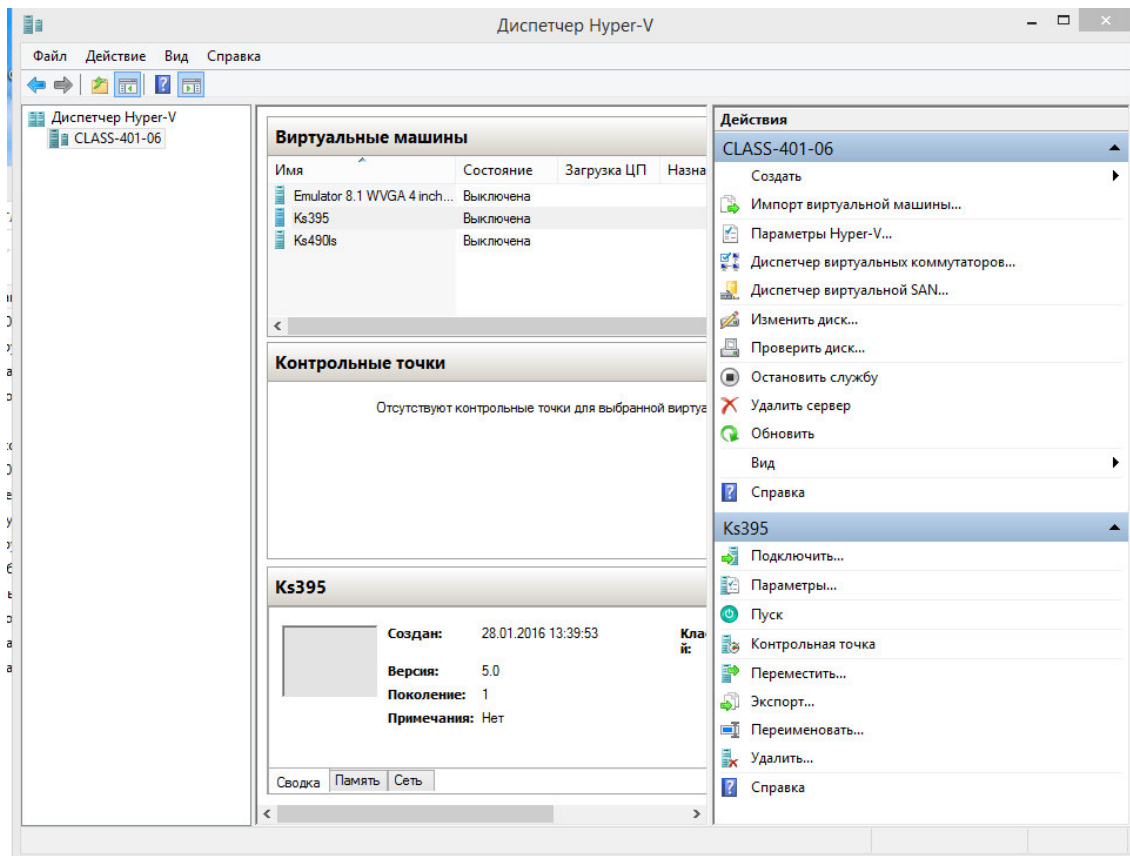 Диспетчер Hyper-V
Файл Действие Вид Справка
Диспетчер Hyper-V
CLASS-401-06
Виртуальные машины
Имя Состояние Загрузка ЦП Назна
Emulator 8.1 WVGA 4 inch... Выключена
Ks395 Выключена
Ks490ls Выключена
Контрольные точки
Отсутствуют контрольные точки для выбранной виртуа
Ks395
Создан: 28.01.2016 13:39:53 Кла
й:
Версия: 5.0
Поколение: 1
Примечания: Нет
Сводка Память Сеть
Действия
CLASS-401-06
Создать
Импорт виртуальной машины...
Параметры Hyper-V...
Диспетчер виртуальных коммутаторов...
Диспетчер виртуальной SAN...
Изменить диск...
Проверить диск...
Остановить службу
Удалить сервер
Обновить
Вид
Справка
Ks395
Подключить...
Параметры...
Пуск
Контрольная точка
Переместить...
Экспорт...
Переименовать...
Удалить...
Справка